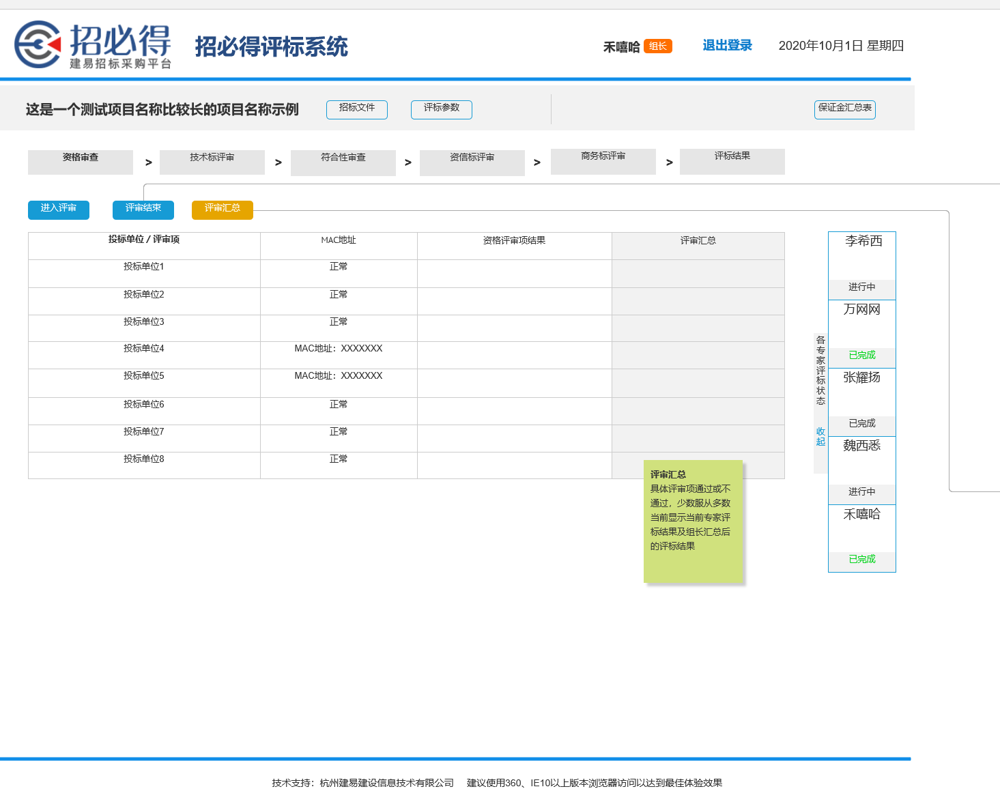 招必得
建易招标采购平台
招必得评标系统
禾嘻哈 组长 退出登录 2020年10月1日 星期四
这是一个测试项目名称比较长的项目名称示例 招标文件 评标参数 保证金汇总表
资格审查 > 技术标评审 > 符合性审查 > 资信标评审 > 商务标评审 > 评标结果
进入评审 评审结束 评审汇总
投标单位 / 评审项 MAC地址 资格评审项结果 评审汇总
投标单位1 正常
投标单位2 正常
投标单位3 正常
投标单位4 MAC地址：XXXXXXX
投标单位5 MAC地址：XXXXXXX
投标单位6 正常
投标单位7 正常
投标单位8 正常
评审汇总
具体评审项通过或不
通过，少数服从多数
当前显示当前专家评
标结果及组长汇总后
的评标结果
各专家评标状态
收起
李希西
进行中
万网网
已完成
张耀扬
已完成
魏西悉
进行中
禾嘻哈
已完成
技术支持：杭州建易建设信息技术有限公司 建议使用360、IE10以上版本浏览器访问以达到最佳体验效果